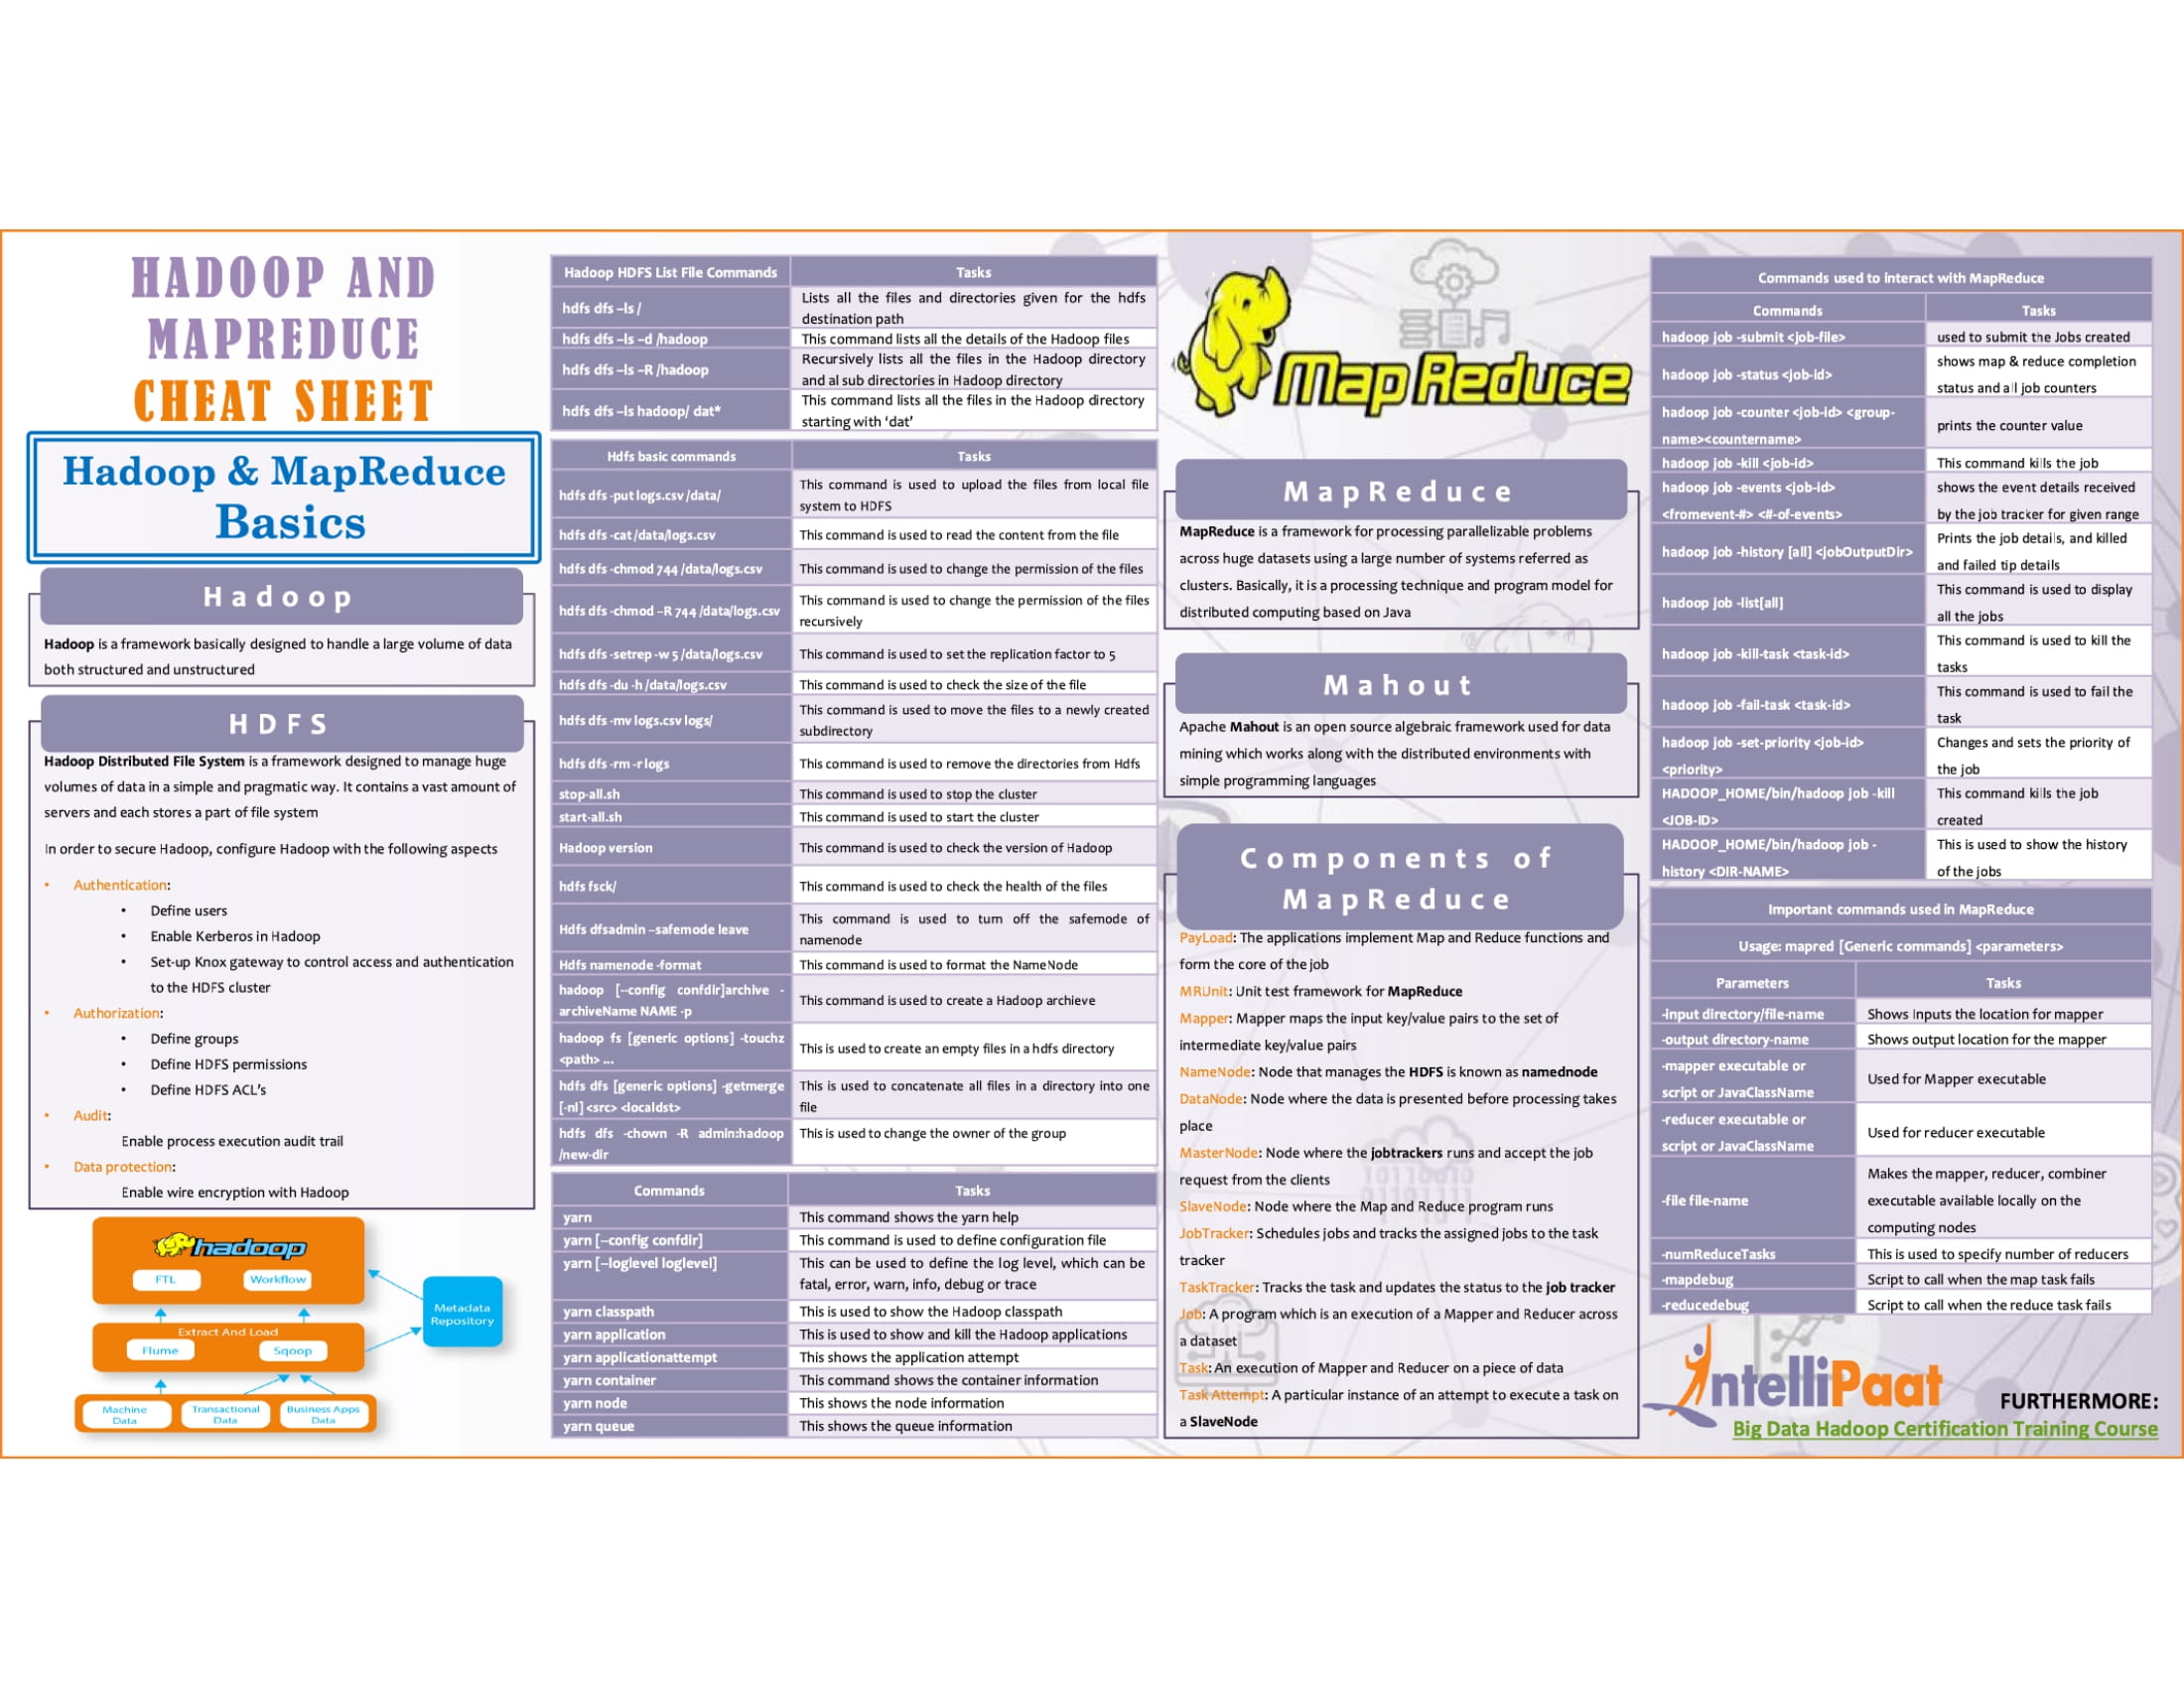 HADOOP AND
MAPREDUCE
CHEAT SHEET
Hadoop & MapReduce
Basics
Hadoop
Hadoop is a framework basically designed to handle a large volume of data
both structured and unstructured
HDFS
Hadoop Distributed File System is a framework designed to manage huge
volumes of data in a simple and pragmatic way. It contains a vast amount of
servers and each stores a part of file system
In order to secure Hadoop, configure Hadoop with the following aspects
• Authentication:
• Define users
• Enable Kerberos in Hadoop
• Set-up Knox gateway to control access and authentication
to the HDFS cluster
• Authorization:
• Define groups
• Define HDFS permissions
• Define HDFS ACL's
• Audit:
Enable process execution audit trail
• Data protection:
Enable wire encryption with Hadoop
hadoop
FTL Workflow
Metadata
Repository
Extract And Load
Flume Sqoop
Machine
Data
Transactional
Data
Business Apps
Data
Hadoop HDFS List File Commands Tasks
hdfs dfs –ls / Lists all the files and directories given for the hdfs
destination path
hdfs dfs –ls –d /hadoop This command lists all the details of the Hadoop files
hdfs dfs –ls –R /hadoop Recursively lists all the files in the Hadoop directory
and al sub directories in Hadoop directory
hdfs dfs –ls hadoop/ dat* This command lists all the files in the Hadoop directory
starting with ‘dat’
Hdfs basic commands Tasks
hdfs dfs -put logs.csv /data/ This command is used to upload the files from local file
system to HDFS
hdfs dfs -cat /data/logs.csv This command is used to read the content from the file
hdfs dfs -chmod 744 /data/logs.csv This command is used to change the permission of the files
hdfs dfs -chmod –R 744 /data/logs.csv This command is used to change the permission of the files
recursively
hdfs dfs -setrep -w 5 /data/logs.csv This command is used to set the replication factor to 5
hdfs dfs -du -h /data/logs.csv This command is used to check the size of the file
hdfs dfs -mv logs.csv logs/ This command is used to move the files to a newly created
subdirectory
hdfs dfs -rm -r logs This command is used to remove the directories from Hdfs
stop-all.sh This command is used to stop the cluster
start-all.sh This command is used to start the cluster
Hadoop version This command is used to check the version of Hadoop
hdfs fsck/ This command is used to check the health of the files
Hdfs dfsadmin –safemode leave This command is used to turn off the safemode of
namenode
Hdfs namenode -format This command is used to format the NameNode
hadoop [--config confdir]archive -
archiveName NAME -p
This command is used to create a Hadoop archieve
hadoop fs [generic options] -touchz
<path> ...
This is used to create an empty files in a hdfs directory
hdfs dfs [generic options] -getmerge
[-nl] <src> <localdst>
This is used to concatenate all files in a directory into one
file
hdfs dfs -chown -R admin:hadoop
/new-dir
This is used to change the owner of the group
Commands Tasks
yarn This command shows the yarn help
yarn [--config confdir] This command is used to define configuration file
yarn [--loglevel loglevel] This can be used to define the log level, which can be
fatal, error, warn, info, debug or trace
yarn classpath This is used to show the Hadoop classpath
yarn application This is used to show and kill the Hadoop applications
yarn applicationattempt This shows the application attempt
yarn container This command shows the container information
yarn node This shows the node information
yarn queue This shows the queue information
Map Reduce
MapReduce
MapReduce is a framework for processing parallelizable problems
across huge datasets using a large number of systems referred as
clusters. Basically, it is a processing technique and program model for
distributed computing based on Java
Mahout
Apache Mahout is an open source algebraic framework used for data
mining which works along with the distributed environments with
simple programming languages
Components of
MapReduce
PayLoad: The applications implement Map and Reduce functions and
form the core of the job
MRUnit: Unit test framework for MapReduce
Mapper: Mapper maps the input key/value pairs to the set of
intermediate key/value pairs
NameNode: Node that manages the HDFS is known as namednode
DataNode: Node where the data is presented before processing takes
place
MasterNode: Node where the jobtrackers runs and accept the job
request from the clients
SlaveNode: Node where the Map and Reduce program runs
JobTracker: Schedules jobs and tracks the assigned jobs to the task
tracker
TaskTracker: Tracks the task and updates the status to the job tracker
Job: A program which is an execution of a Mapper and Reducer across
a dataset
Task: An execution of Mapper and Reducer on a piece of data
Task Attempt: A particular instance of an attempt to execute a task on
a SlaveNode
Commands used to interact with MapReduce
Commands Tasks
hadoop job -submit <job-file> used to submit the Jobs created
hadoop job -status <job-id> shows map & reduce completion
status and all job counters
hadoop job -counter <job-id> <group-
name><countername>
prints the counter value
hadoop job -kill <job-id> This command kills the job
hadoop job -events <job-id>
<fromevent-#> <#-of-events>
shows the event details received
by the job tracker for given range
hadoop job -history [all] <jobOutputDir> Prints the job details, and killed
and failed tip details
hadoop job -list[all] This command is used to display
all the jobs
hadoop job -kill-task <task-id> This command is used to kill the
tasks
hadoop job -fail-task <task-id> This command is used to fail the
task
hadoop job -set-priority <job-id>
<priority>
Changes and sets the priority of
the job
HADOOP_HOME/bin/hadoop job -kill
<JOB-ID>
This command kills the job
created
HADOOP_HOME/bin/hadoop job -
history <DIR-NAME>
This is used to show the history
of the jobs
Important commands used in MapReduce
Usage: mapred [Generic commands] <parameters>
Parameters Tasks
-input directory/file-name Shows Inputs the location for mapper
-output directory-name Shows output location for the mapper
-mapper executable or
script or JavaClassName
Used for Mapper executable
-reducer executable or
script or JavaClassName
Used for reducer executable
-file file-name Makes the mapper, reducer, combiner
executable available locally on the
computing nodes
-numReduceTasks This is used to specify number of reducers
-mapdebug Script to call when the map task fails
-reducedebug Script to call when the reduce task fails
IntelliPaat
FURTHERMORE:
Big Data Hadoop Certification Training Course